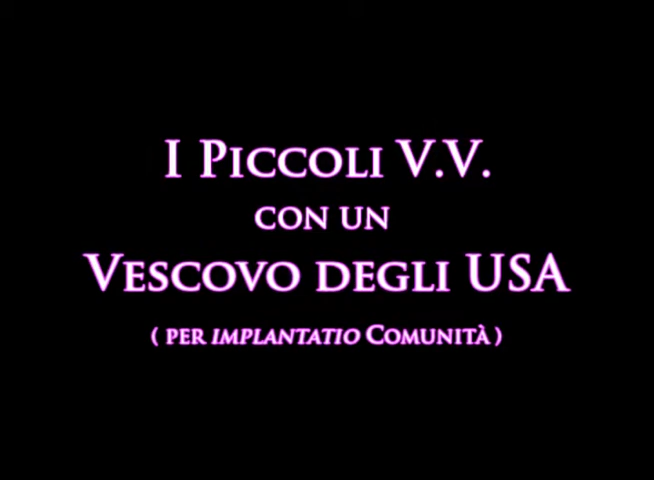 I Piccoli V.V.
con un
Vescovo degli USA
( per implantatio Comunità )